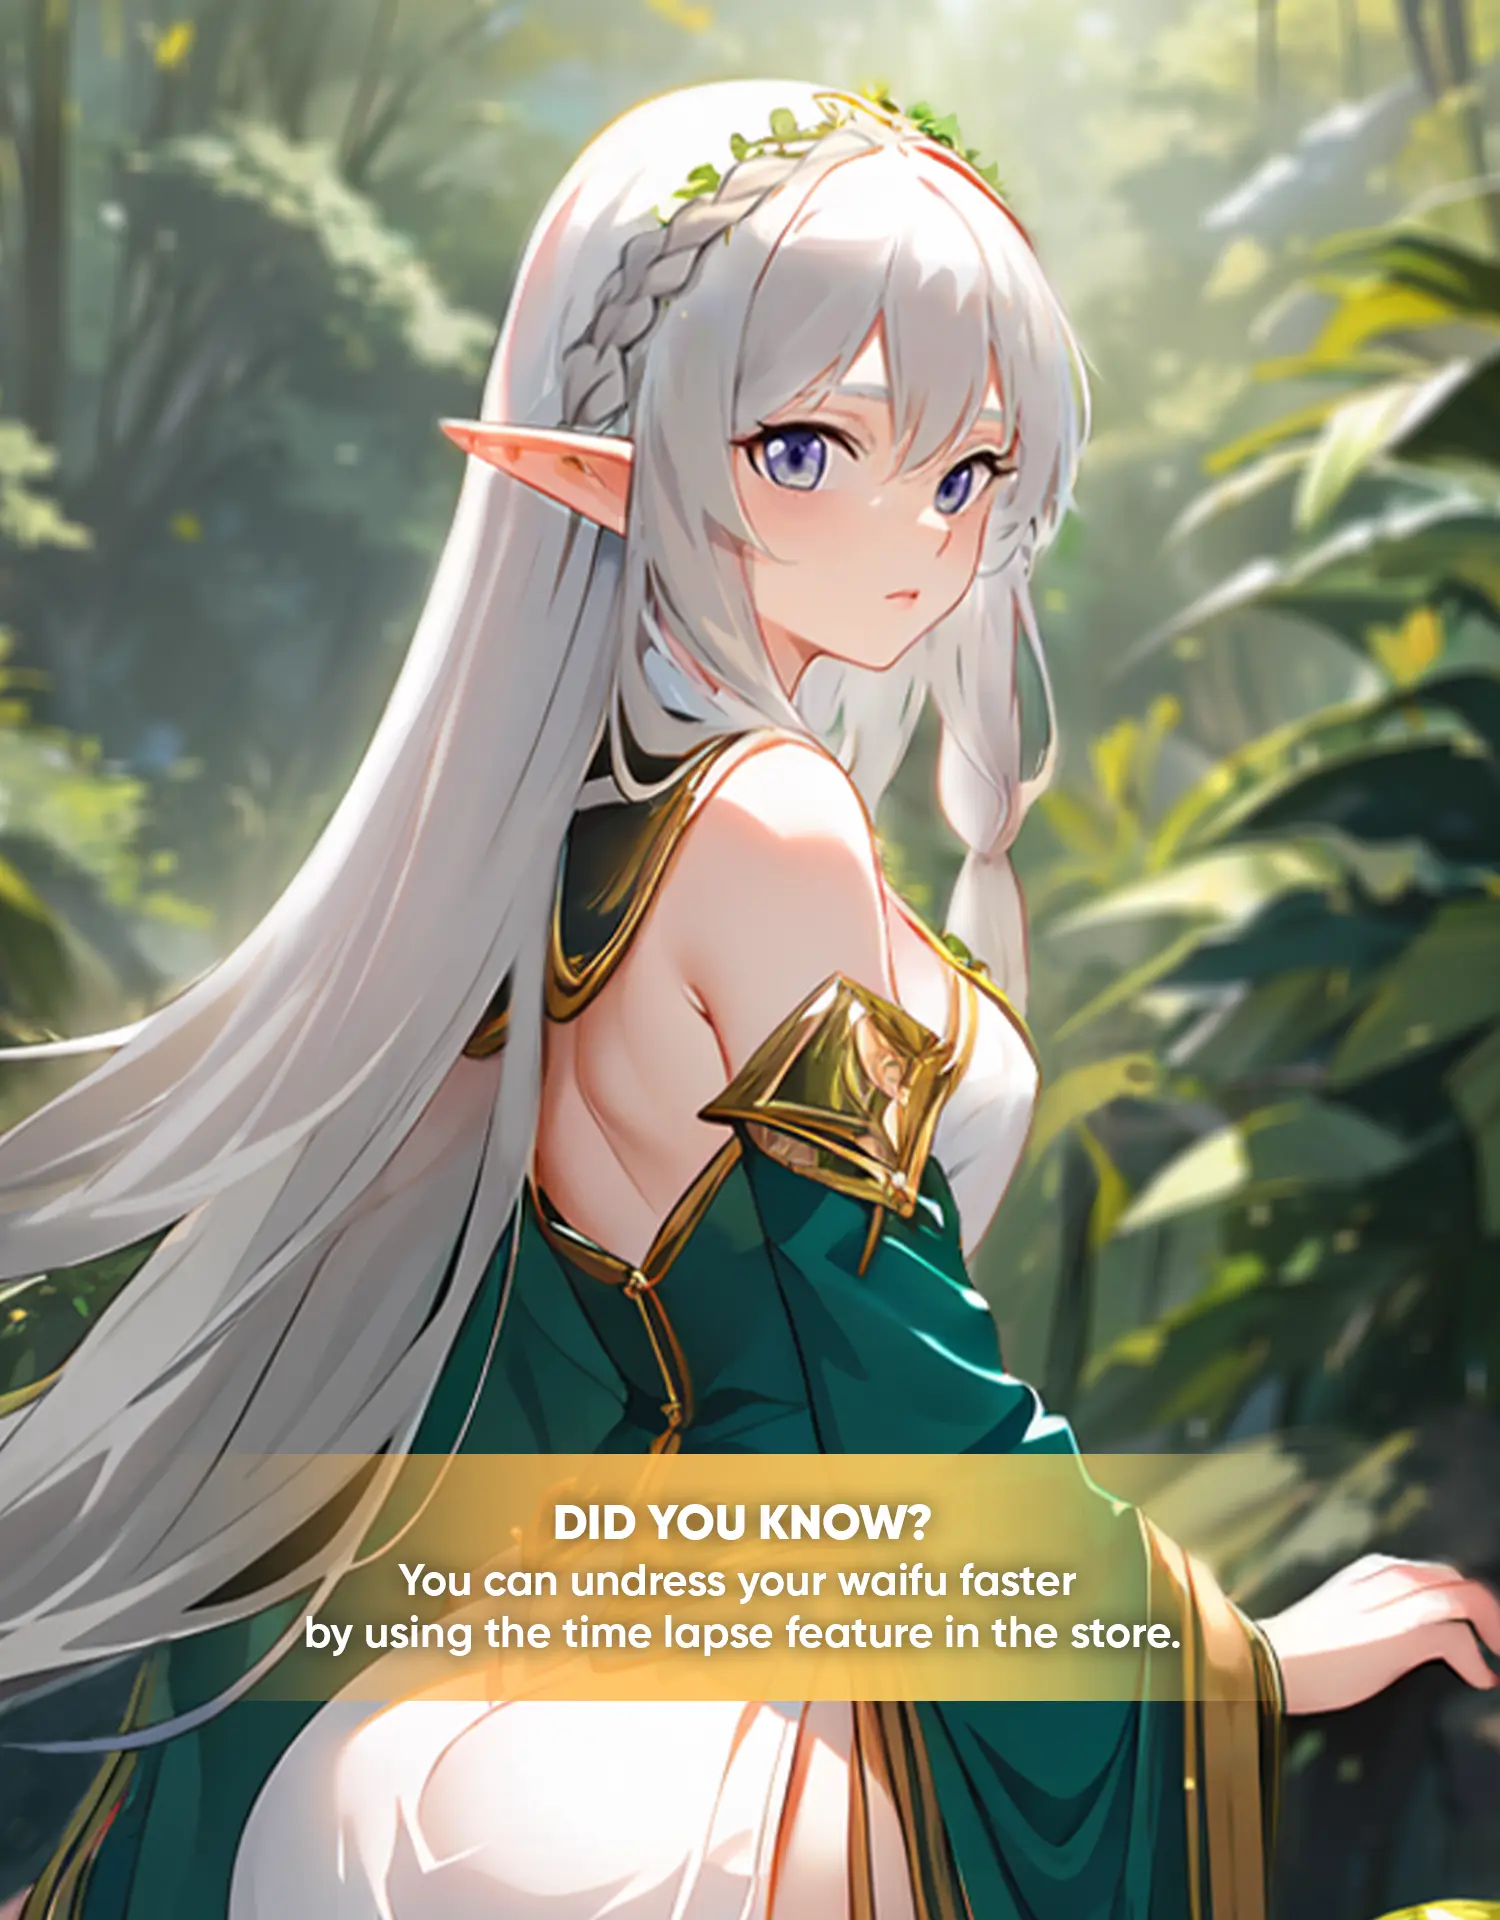 DID YOU KNOW?
You can undress your waifu faster
by using the time lapse feature in the store.